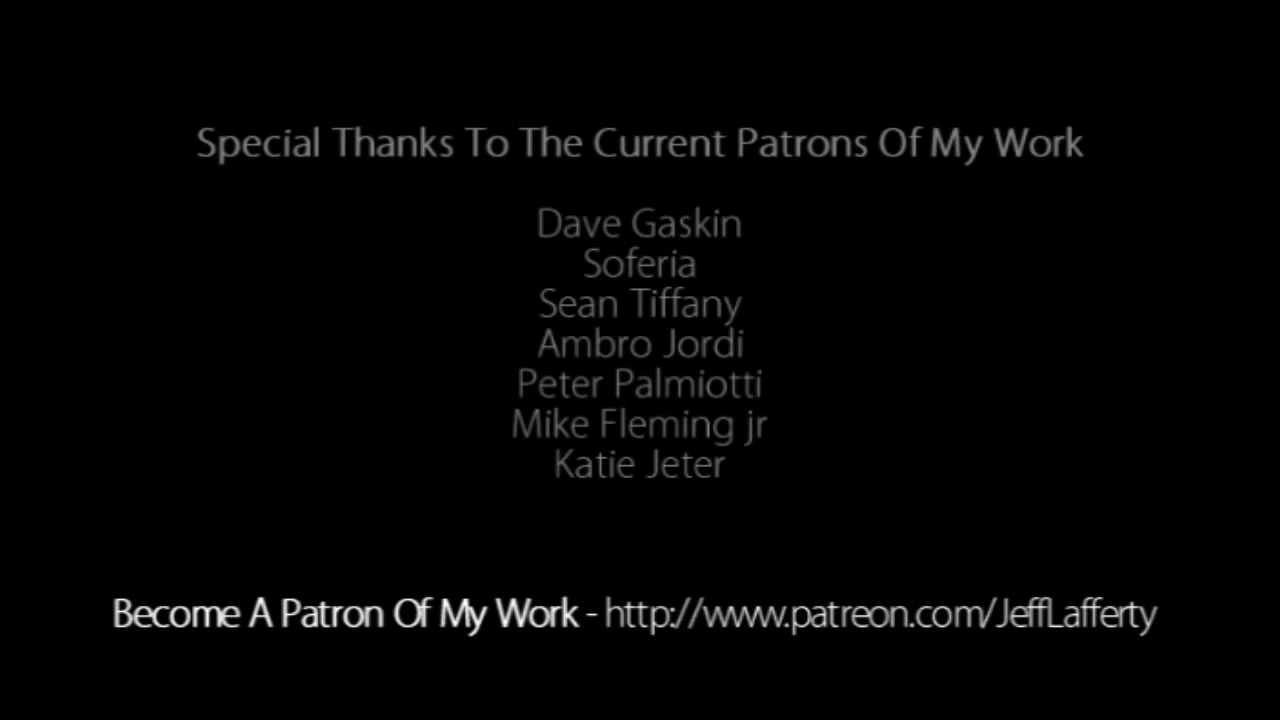 Special Thanks To The Current Patrons Of My Work
Dave Gaskin
Soferia
Sean Tiffany
Ambro Jordi
Peter Palmiotti
Mike Fleming jr
Katie Jeter
Become A Patron Of My Work - http://www.patreon.com/JeffLafferty